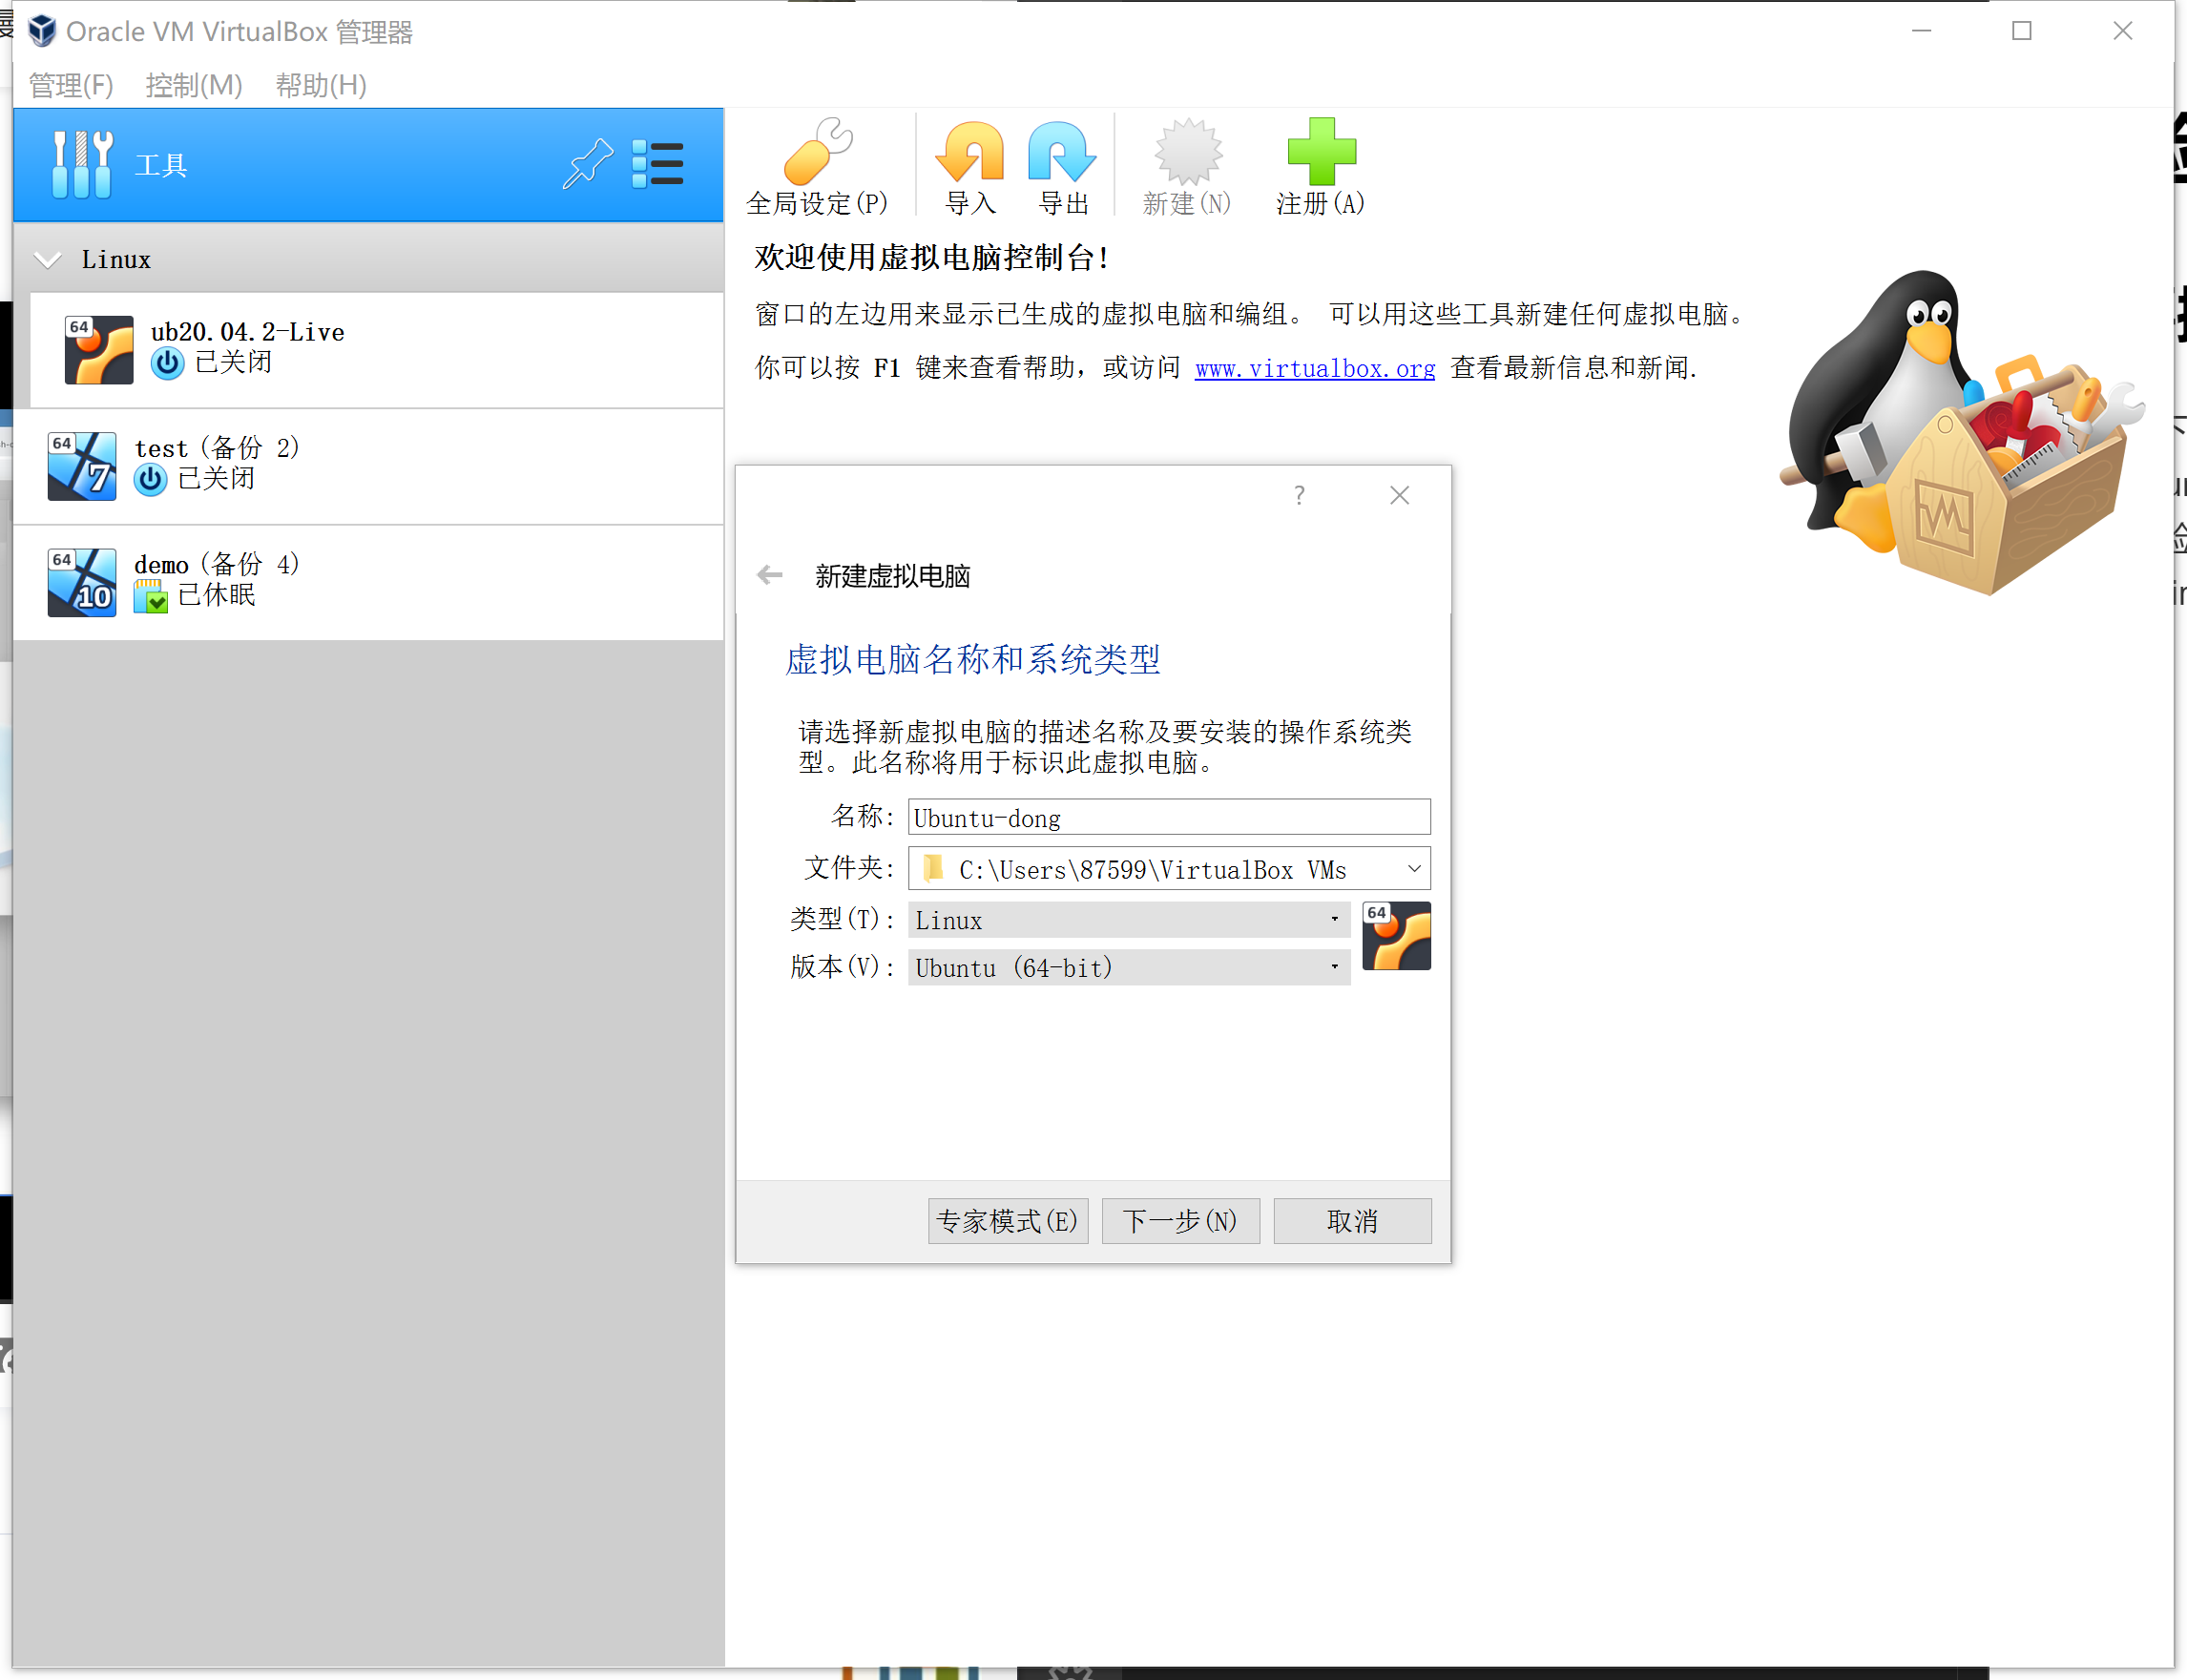 Oracle VM VirtualBox 管理器
管理(F) 控制(M) 帮助(H)
工具
全局设定(P) 导入 导出 新建(N) 注册(A)
Linux
64
ub20.04.2-Live
已关闭
64
7
test (备份 2)
已关闭
64
10
demo (备份 4)
已休眠
欢迎使用虚拟电脑控制台!
窗口的左边用来显示已生成的虚拟电脑和编组。 可以用这些工具新建任何虚拟电脑。
你可以按 F1 键来查看帮助，或访问 www.virtualbox.org 查看最新信息和新闻.
?
新建虚拟电脑
虚拟电脑名称和系统类型
请选择新虚拟电脑的描述名称及要安装的操作系统类
型。此名称将用于标识此虚拟电脑。
名称: Ubuntu-dong
文件夹: C:\Users\87599\VirtualBox VMs
类型(T): Linux
64
版本(V): Ubuntu (64-bit)
专家模式(E) 下一步(N) 取消